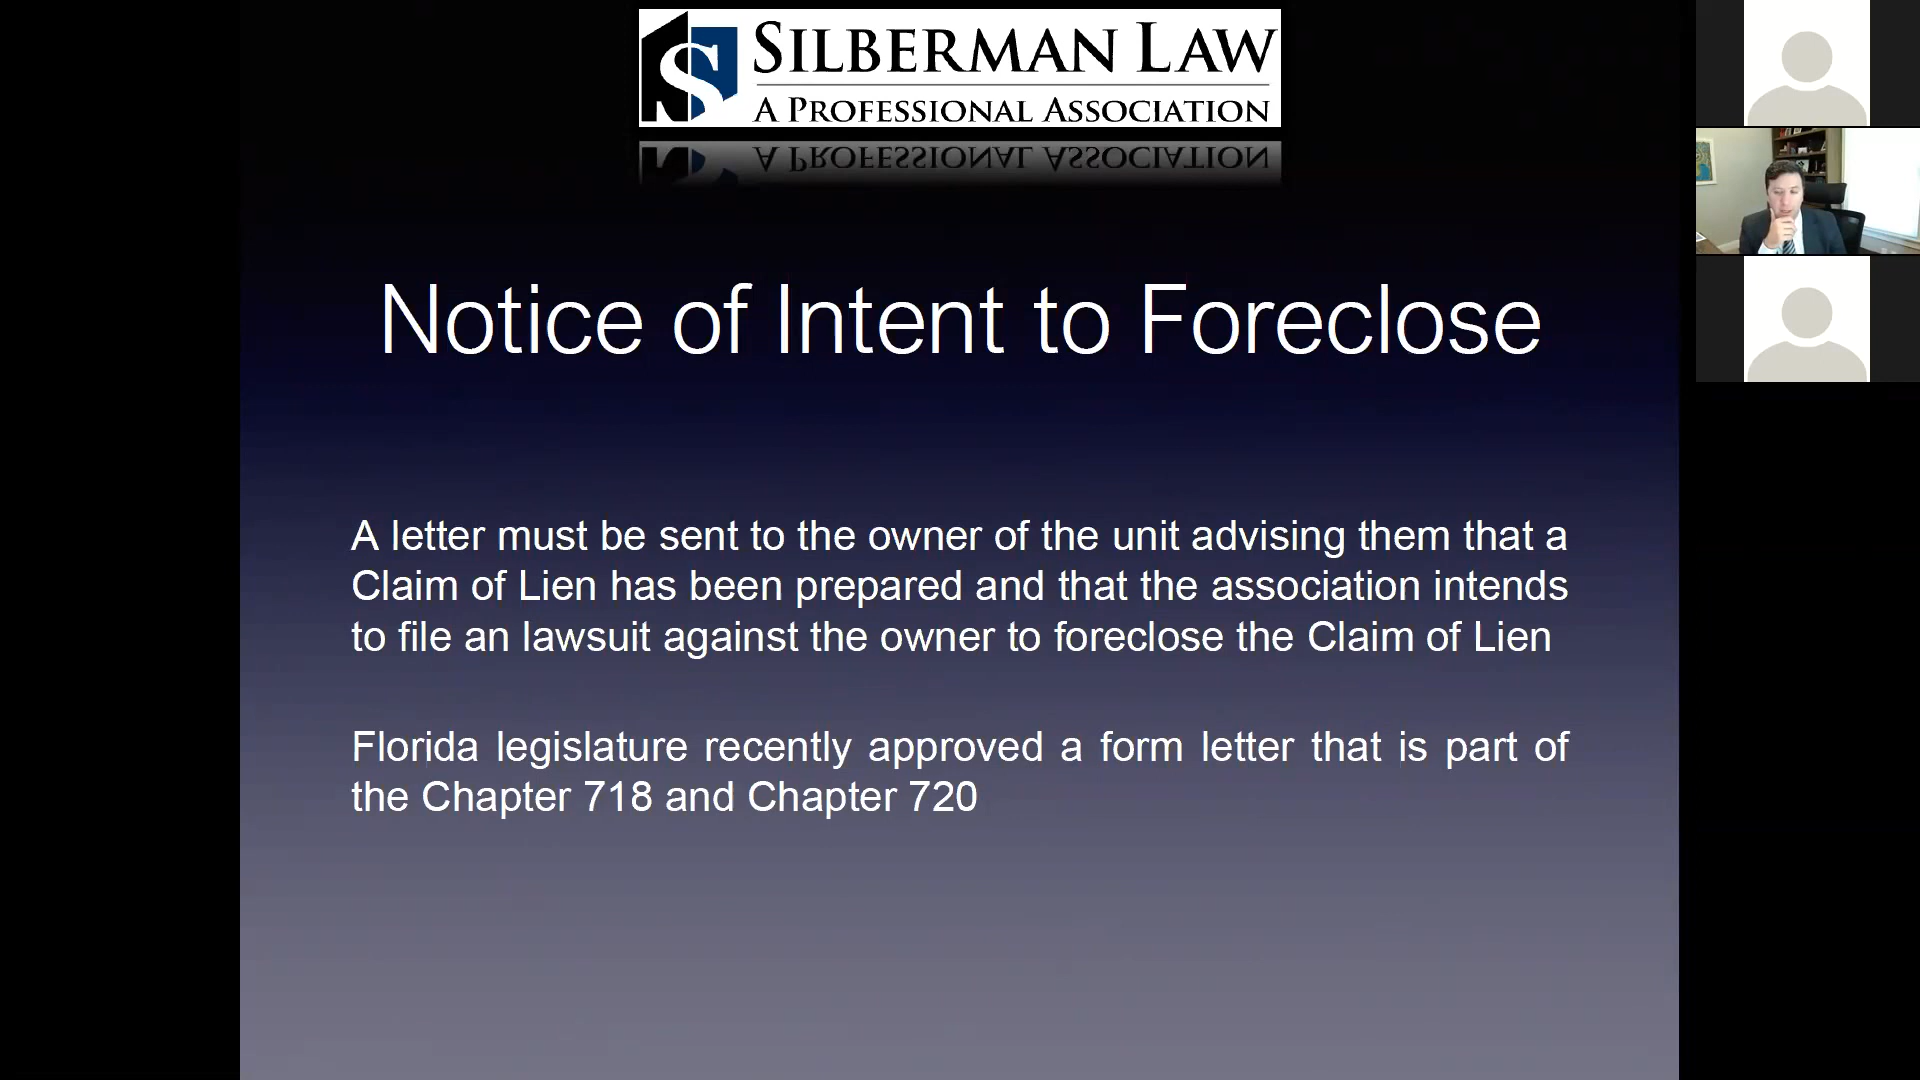 SILBERMAN LAW
A PROFESSIONAL ASSOCIATION
Notice of Intent to Foreclose
A letter must be sent to the owner of the unit advising them that a
Claim of Lien has been prepared and that the association intends
to file an lawsuit against the owner to foreclose the Claim of Lien
Florida legislature recently approved a form letter that is part of
the Chapter 718 and Chapter 720